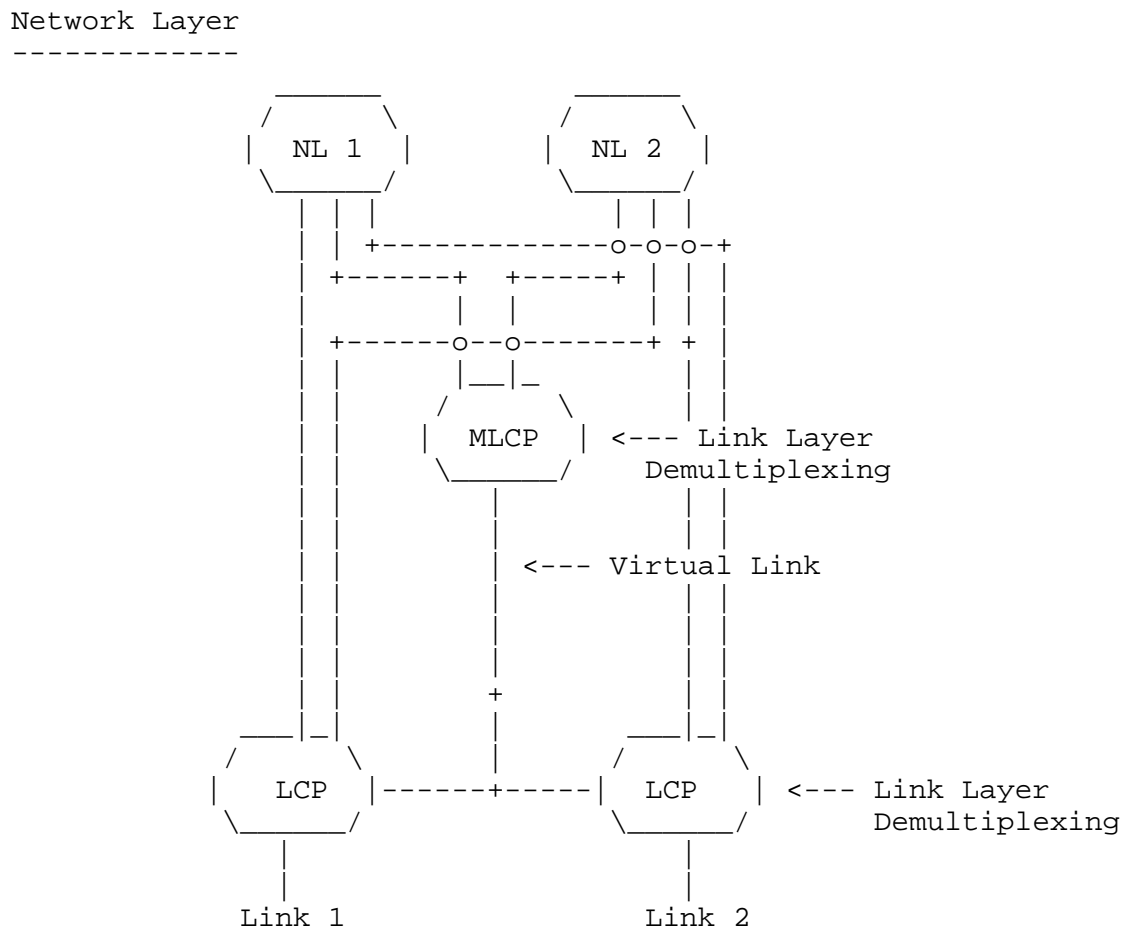 Network Layer
NL 1 NL 2
MLCP <--- Link Layer
Demultiplexing
<--- Virtual Link
LCP LCP <--- Link Layer
Demultiplexing
Link 1 Link 2